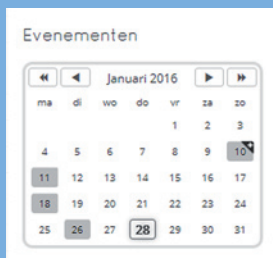 Evenementen
Januari 2016
ma di wo do vr za zo
1 2 3
4 5 6 7 8 9 10
11 12 13 14 15 16 17
18 19 20 21 22 23 24
25 26 27 28 29 30 31